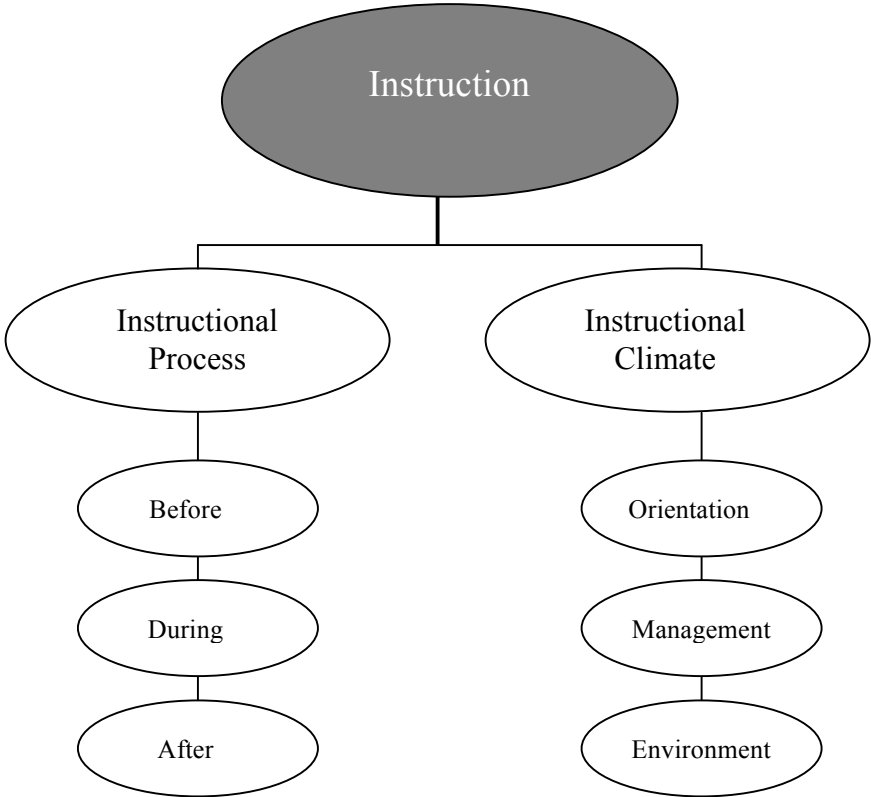 Instruction
Instructional
Process
Instructional
Climate
Before
Orientation
During
Management
After
Environment